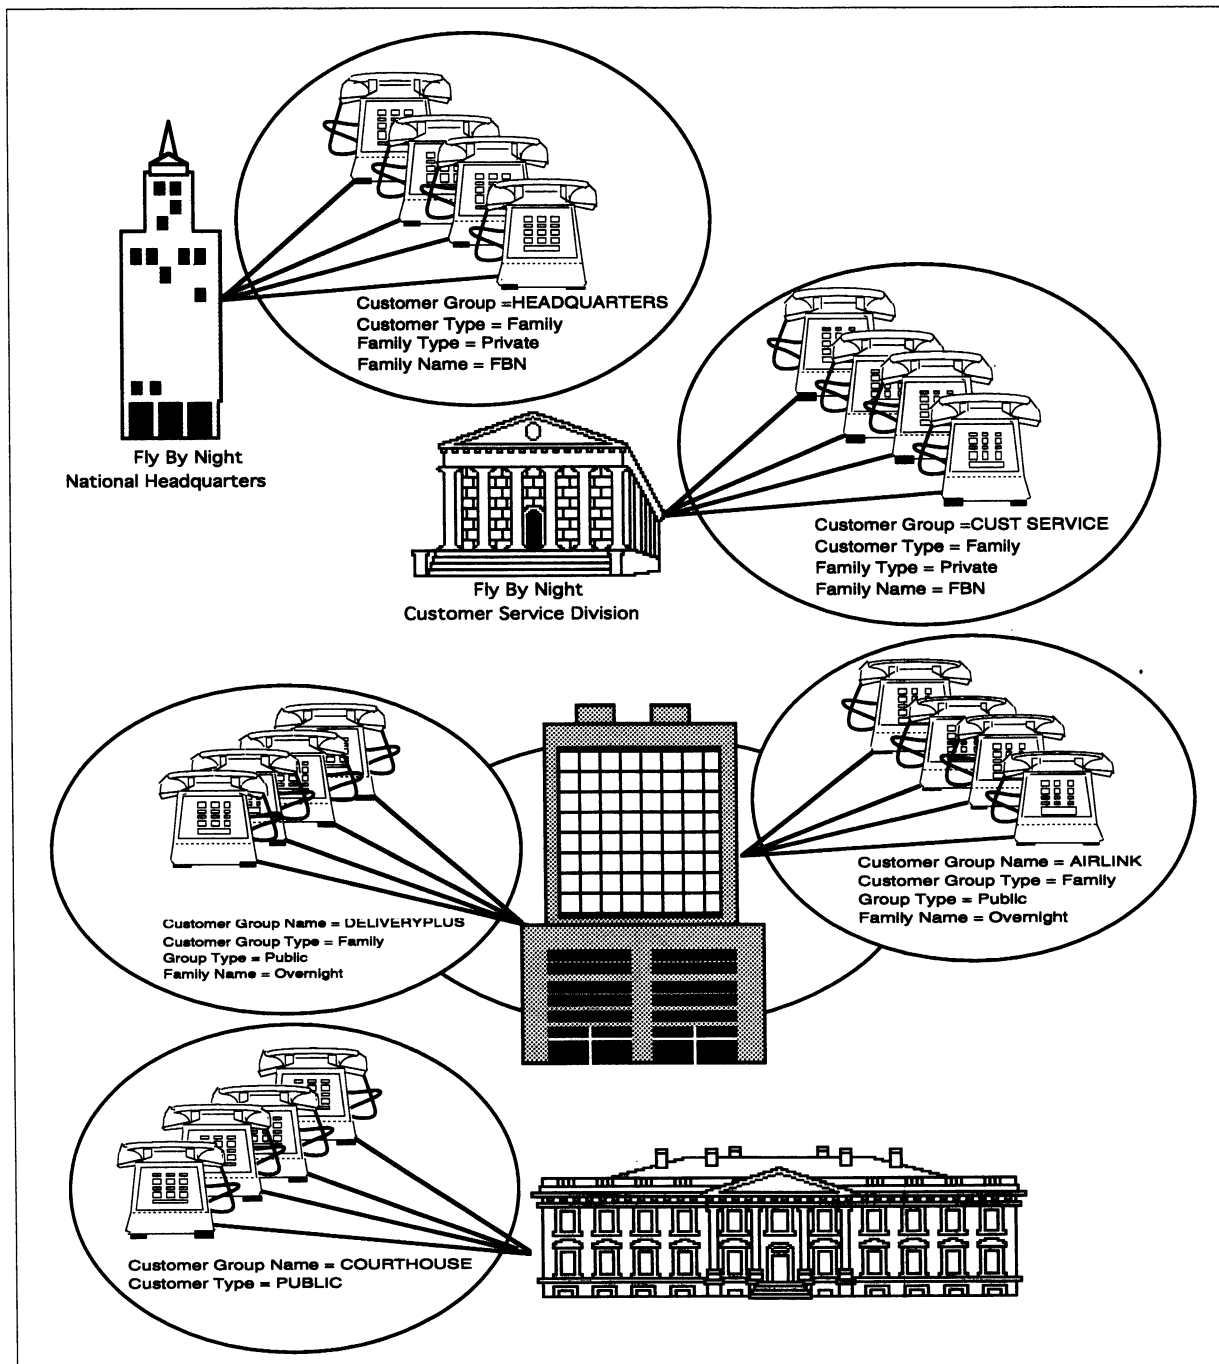 Customer Group =HEADQUARTERS
Customer Type = Family
Family Type = Private
Family Name = FBN
Fly By Night
National Headquarters
Customer Group =CUST SERVICE
Customer Type = Family
Family Type = Private
Family Name = FBN
Fly By Night
Customer Service Division
Customer Group Name = AIRLINK
Customer Group Type = Family
Group Type = Public
Family Name = Overnight
Customer Group Name = DELIVERYPLUS
Customer Group Type = Family
Group Type = Public
Family Name = Overnight
Customer Group Name = COURTHOUSE
Customer Type = PUBLIC